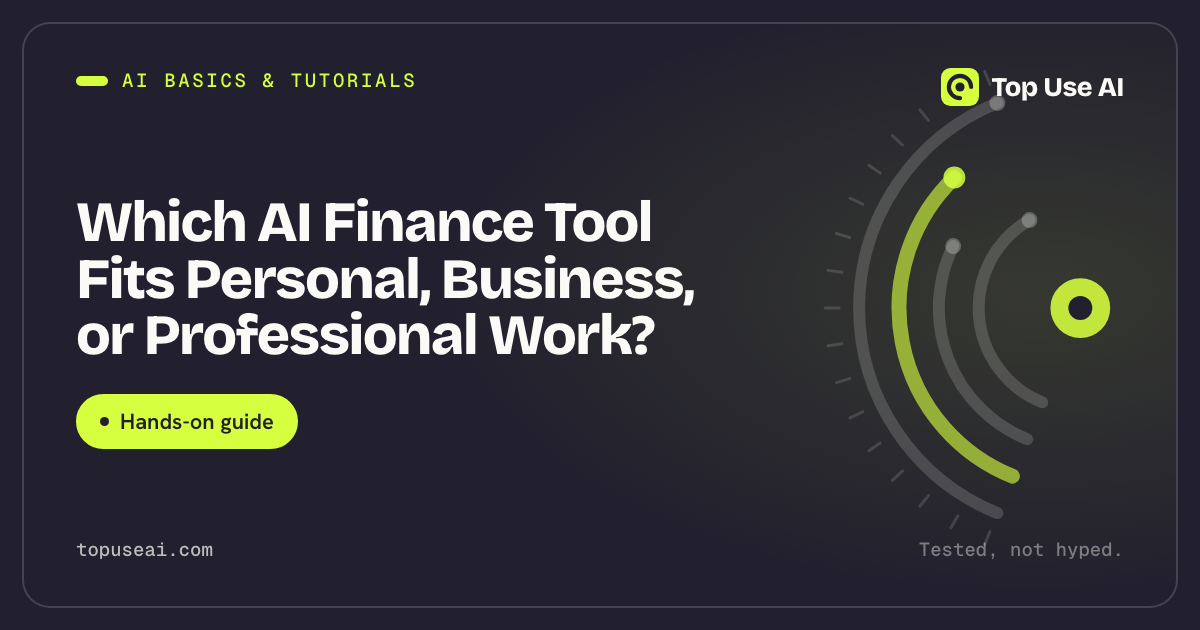 AI BASICS & TUTORIALS
Top Use AI
Which AI Finance Tool
Fits Personal, Business,
or Professional Work?
Hands-on guide
topuseai.com
Tested, not hyped.